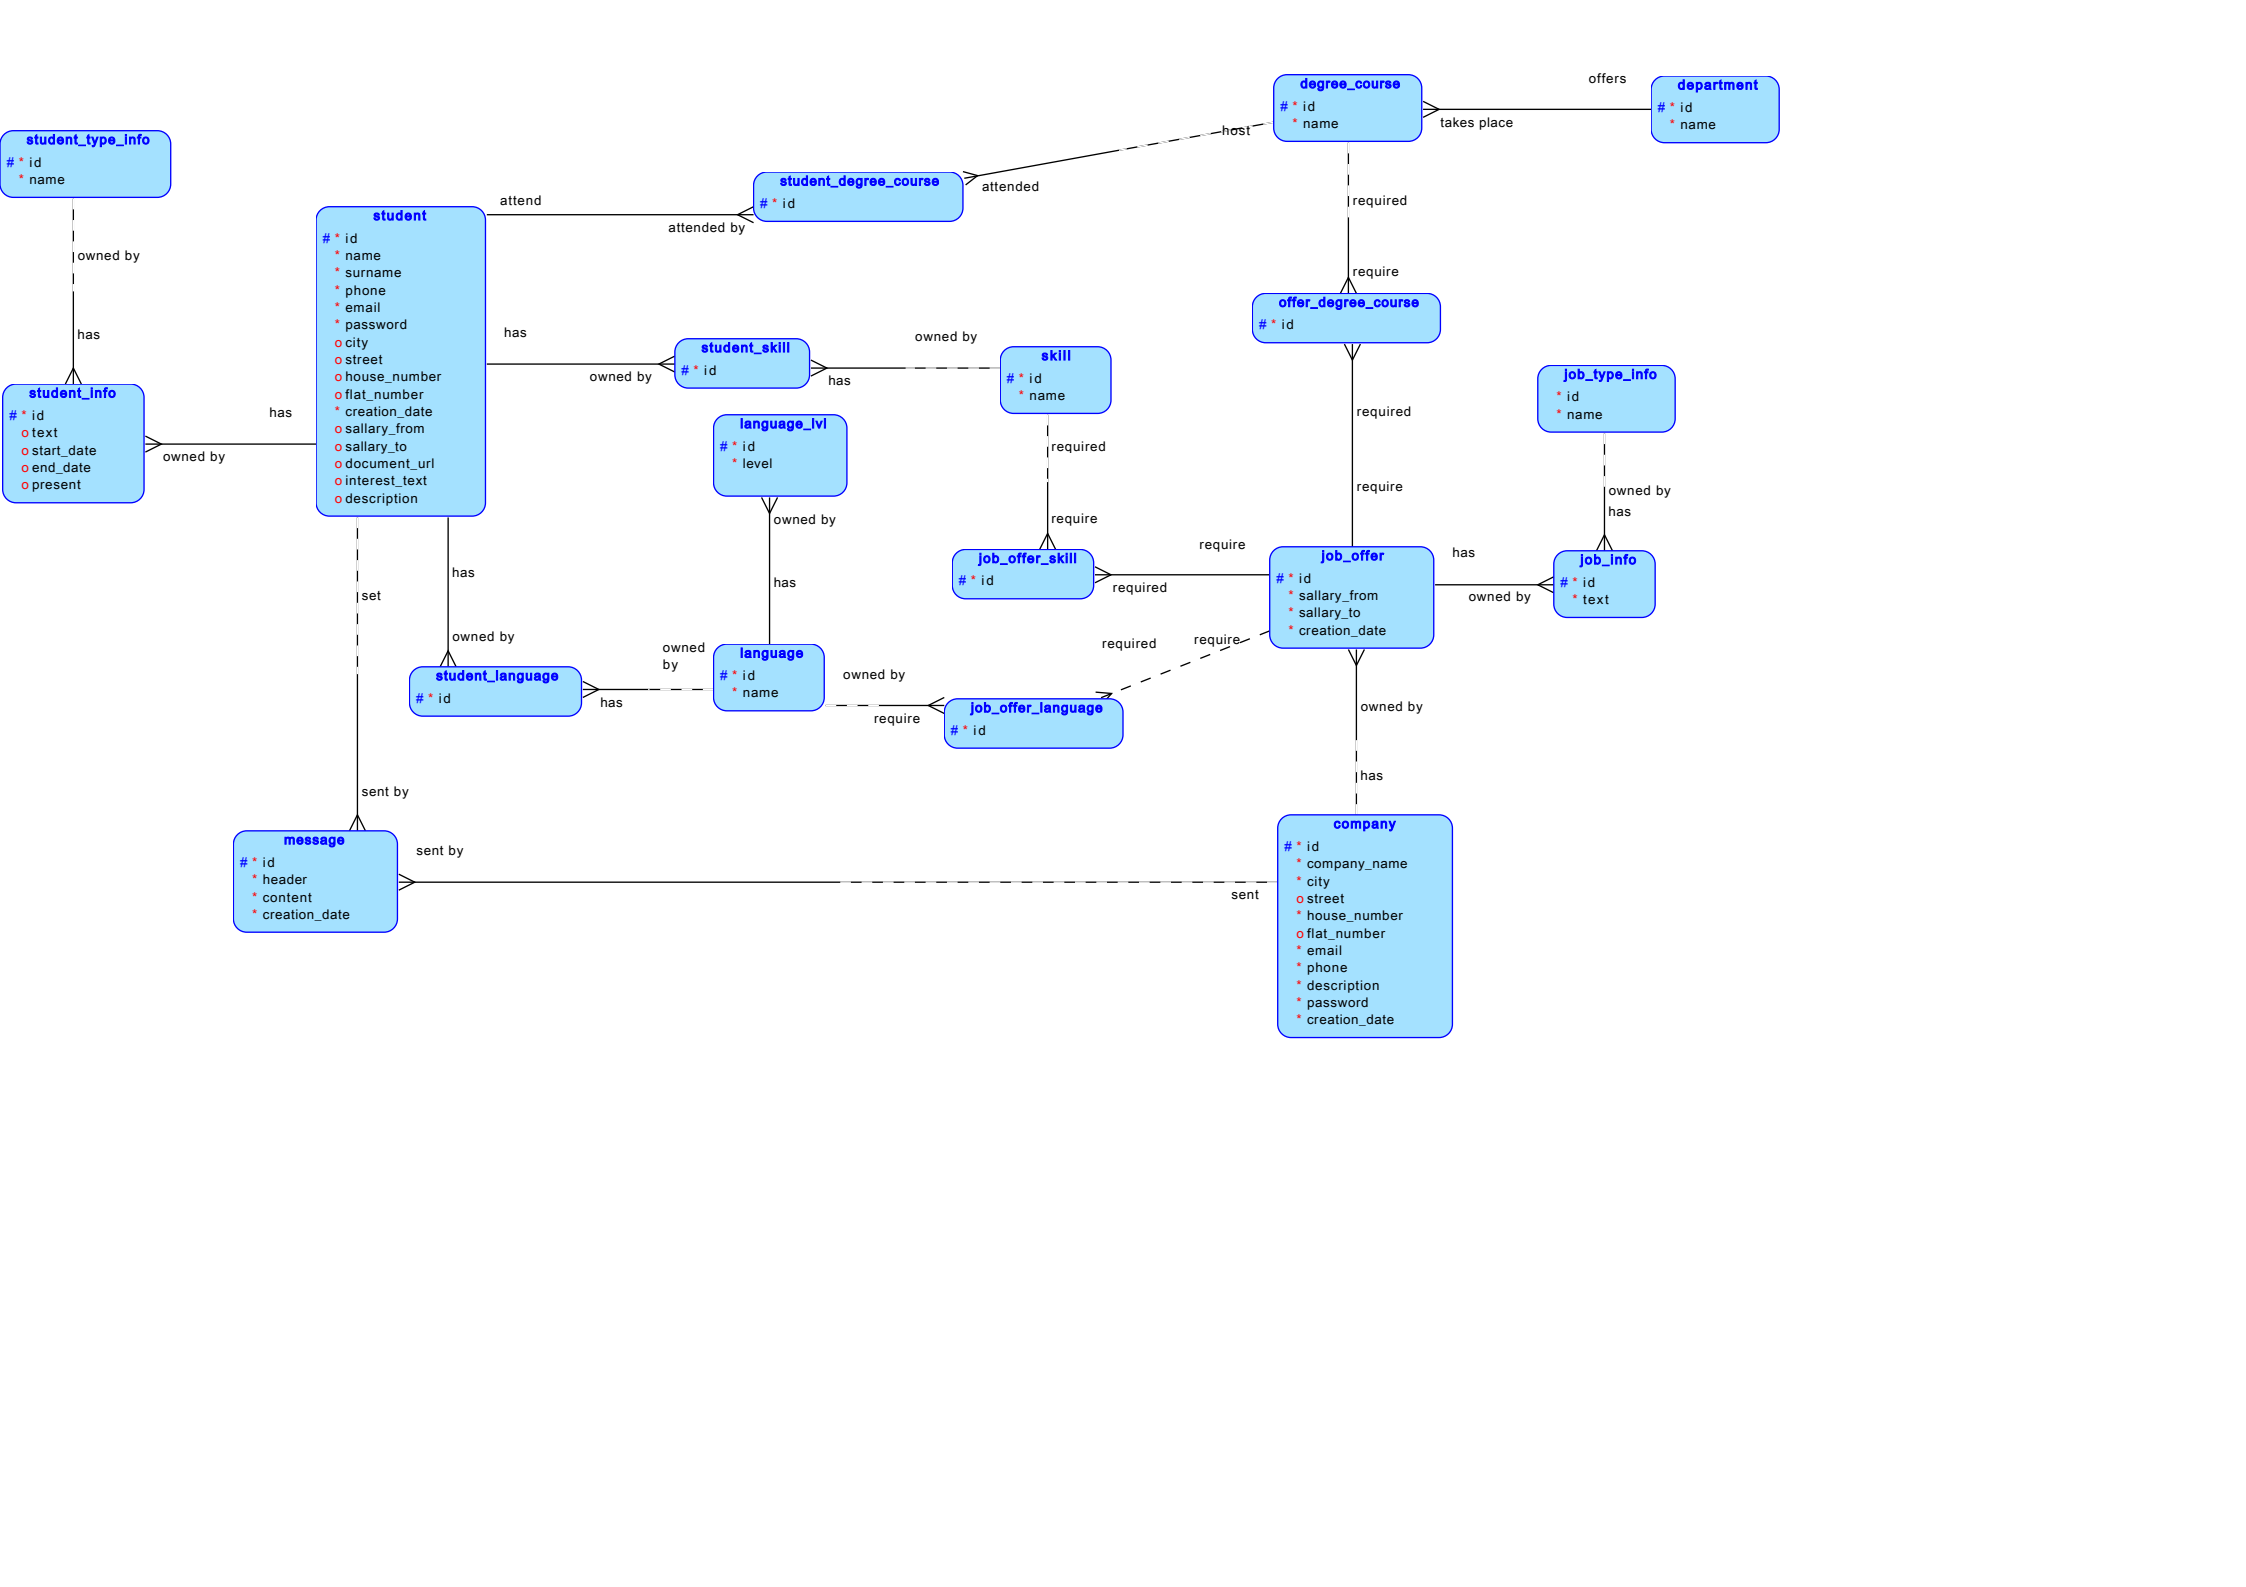 offers
degree_course
# * id
* name
department
# * id
* name
takes place
host
student_type_info
# * id
* name
student_degree_course
# * id
attended
attend
attended by
required
student
# * id
* name
* surname
* phone
* email
* password
o city
o street
o house_number
o flat_number
* creation_date
o sallary_from
o sallary_to
o document_url
o interest_text
o description
owned by
has
require
offer_degree_course
# * id
has
owned by
student_skill
# * id
has
owned by
skill
# * id
* name
job_type_info
* id
* name
student_info
# * id
o text
o start_date
o end_date
o present
has
owned by
language_lvl
# * id
* level
required
required
require
owned by
has
owned by
require
job_offer_skill
# * id
require
required
job_offer
# * id
* sallary_from
* sallary_to
* creation_date
has
owned by
job_info
# * id
* text
set
has
has
owned by
owned
by
language
# * id
* name
required
require
student_language
# * id
has
owned by
require
job_offer_language
# * id
owned by
has
sent by
message
# * id
* header
* content
* creation_date
sent by
sent
company
# * id
* company_name
* city
o street
* house_number
o flat_number
* email
* phone
* description
* password
* creation_date